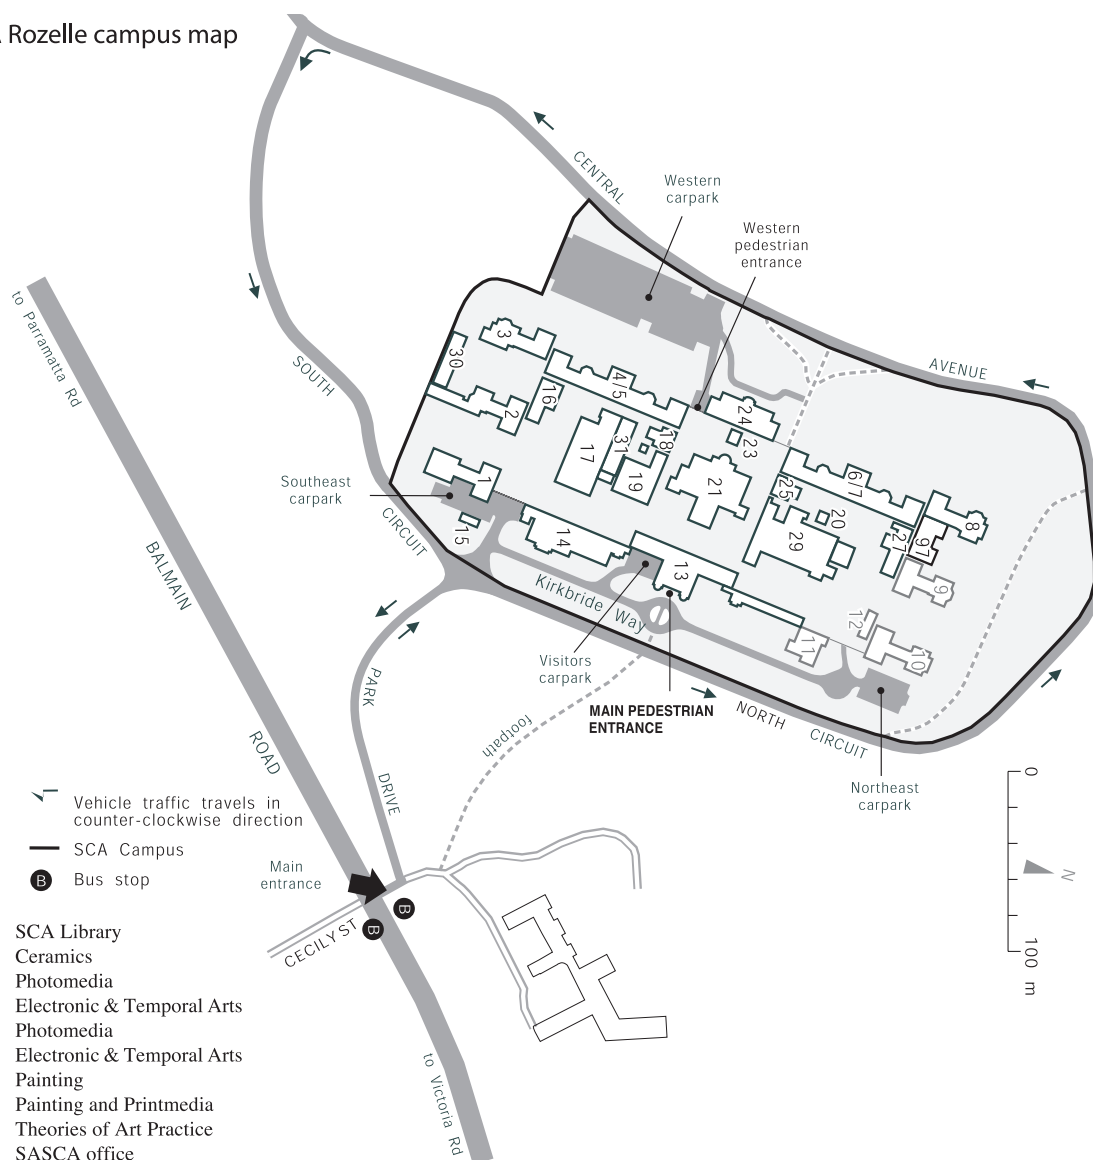 Rozelle campus map
CENTRAL
Western
carpark
Western
pedestrian
entrance
AVENUE
to Parramatta Rd
SOUTH
3
30
4/5
16
2
24
23
18
31
17
19
21
1
6/7
25
20
29
8
97
27
9
Southeast
carpark
CIRCUIT
15
14
13
12
11
10
BALMAIN
Kirkbride Way
Visitors
carpark
PARK
MAIN PEDESTRIAN
ENTRANCE
NORTH
CIRCUIT
footpath
ROAD
DRIVE
Northeast
carpark
0
N
100 m
Vehicle traffic travels in
counter-clockwise direction
SCA Campus
B Bus stop
Main
entrance
B
B
CECILY ST
to Victoria Rd
SCA Library
Ceramics
Photomedia
Electronic & Temporal Arts
Photomedia
Electronic & Temporal Arts
Painting
Painting and Printmedia
Theories of Art Practice
SASCA office